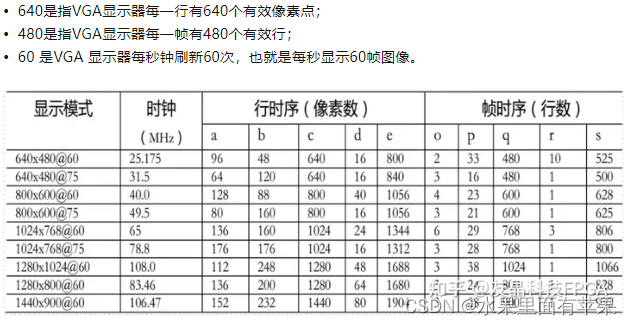 • 640是指VGA显示器每一行有640个有效像素点；
• 480是指VGA显示器每一帧有480个有效行；
• 60 是VGA 显示器每秒钟刷新60次，也就是每秒显示60帧图像。
显示模式 时钟（MHz） 行时序（像素数） 帧时序（行数）
a b c d e o p q r s
640x480@60 25.175 96 48 640 16 800 2 33 480 10 525
640x480@75 31.5 64 120 640 16 840 3 16 480 1 500
800x600@60 40.0 128 88 800 40 1056 4 23 600 1 628
800x600@75 49.5 80 160 800 16 1056 3 21 600 1 625
1024x768@60 65 136 160 1024 24 1344 6 29 768 3 806
1024x768@75 78.8 176 176 1024 16 1312 3 28 768 1 800
1280x1024@60 108.0 112 248 1280 48 1688 3 38 1024 1 1066
1280x800@60 83.46 136 200 1280 64 1680 3 24 800 1 828
1440x900@60 106.47 152 232 1440 80 1904
知乎 @友晶科技FPGA
CSDN @水果里面有苹果